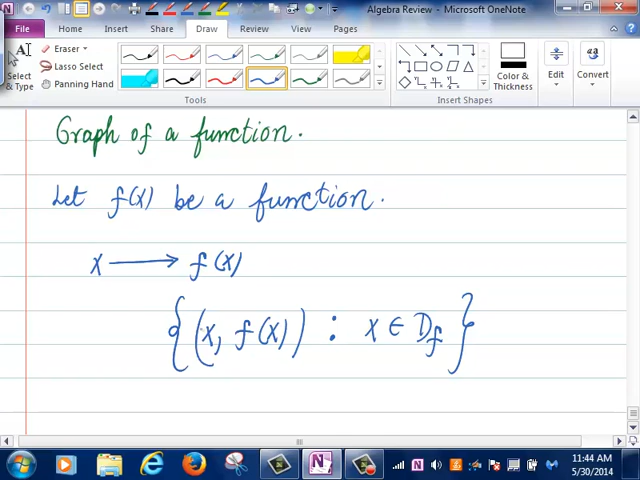 Algebra Review - Microsoft OneNote
File Home Insert Share Draw Review View Pages
Select & Type
Eraser
Lasso Select
Panning Hand
Color & Thickness
Edit
Convert
Tools
Insert Shapes
Graph of a function.
Let f(x) be a function.
x ⟶ f(x)
{(x, f(x)) : x ∈ D_f}
11:44 AM
5/30/2014